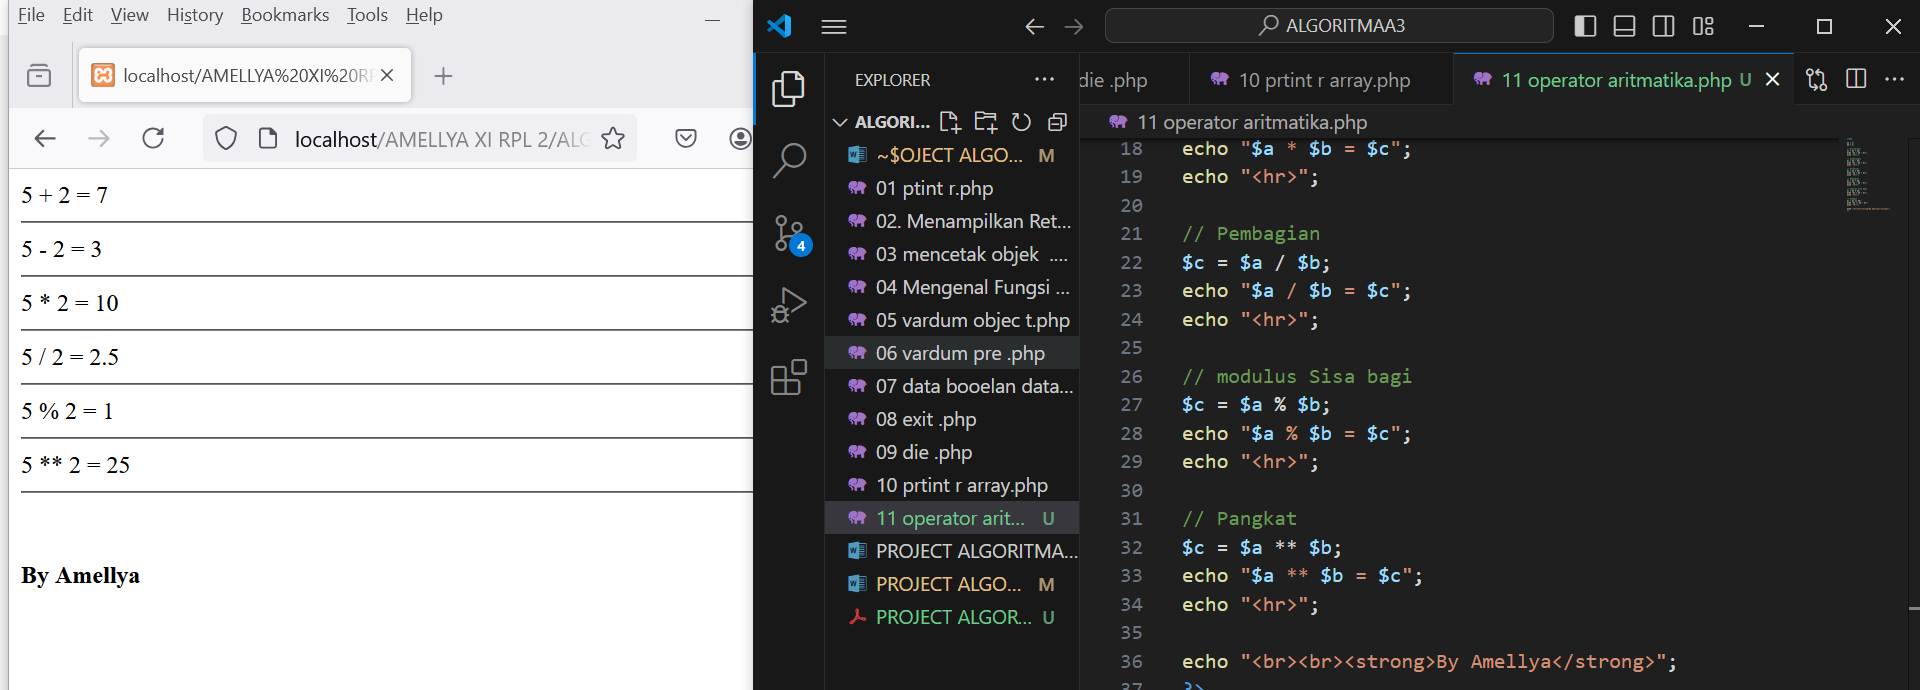 File Edit View History Bookmarks Tools Help
localhost/AMELLYA%20XI%20RP
localhost/AMELLYA XI RPL 2/ALG
5 + 2 = 7
5 - 2 = 3
5 * 2 = 10
5 / 2 = 2.5
5 % 2 = 1
5 ** 2 = 25
By Amellya
ALGORITMAA3
EXPLORER
ALGORI...
~$OJECT ALGO... M
01 ptint r.php
02. Menampilkan Ret...
03 mencetak objek ....
04 Mengenal Fungsi ...
05 vardum objec t.php
06 vardum pre .php
07 data booelan data...
08 exit .php
09 die .php
10 prtint r array.php
11 operator arit... U
PROJECT ALGORITMA...
PROJECT ALGO... M
PROJECT ALGOR... U
4
die .php
10 prtint r array.php
11 operator aritmatika.php U
11 operator aritmatika.php
18 echo "$a * $b = $c";
19 echo "<hr>";
20
21 // Pembagian
22 $c = $a / $b;
23 echo "$a / $b = $c";
24 echo "<hr>";
25
26 // modulus Sisa bagi
27 $c = $a % $b;
28 echo "$a % $b = $c";
29 echo "<hr>";
30
31 // Pangkat
32 $c = $a ** $b;
33 echo "$a ** $b = $c";
34 echo "<hr>";
35
36 echo "<br><br><strong>By Amellya</strong>";
37 ?>